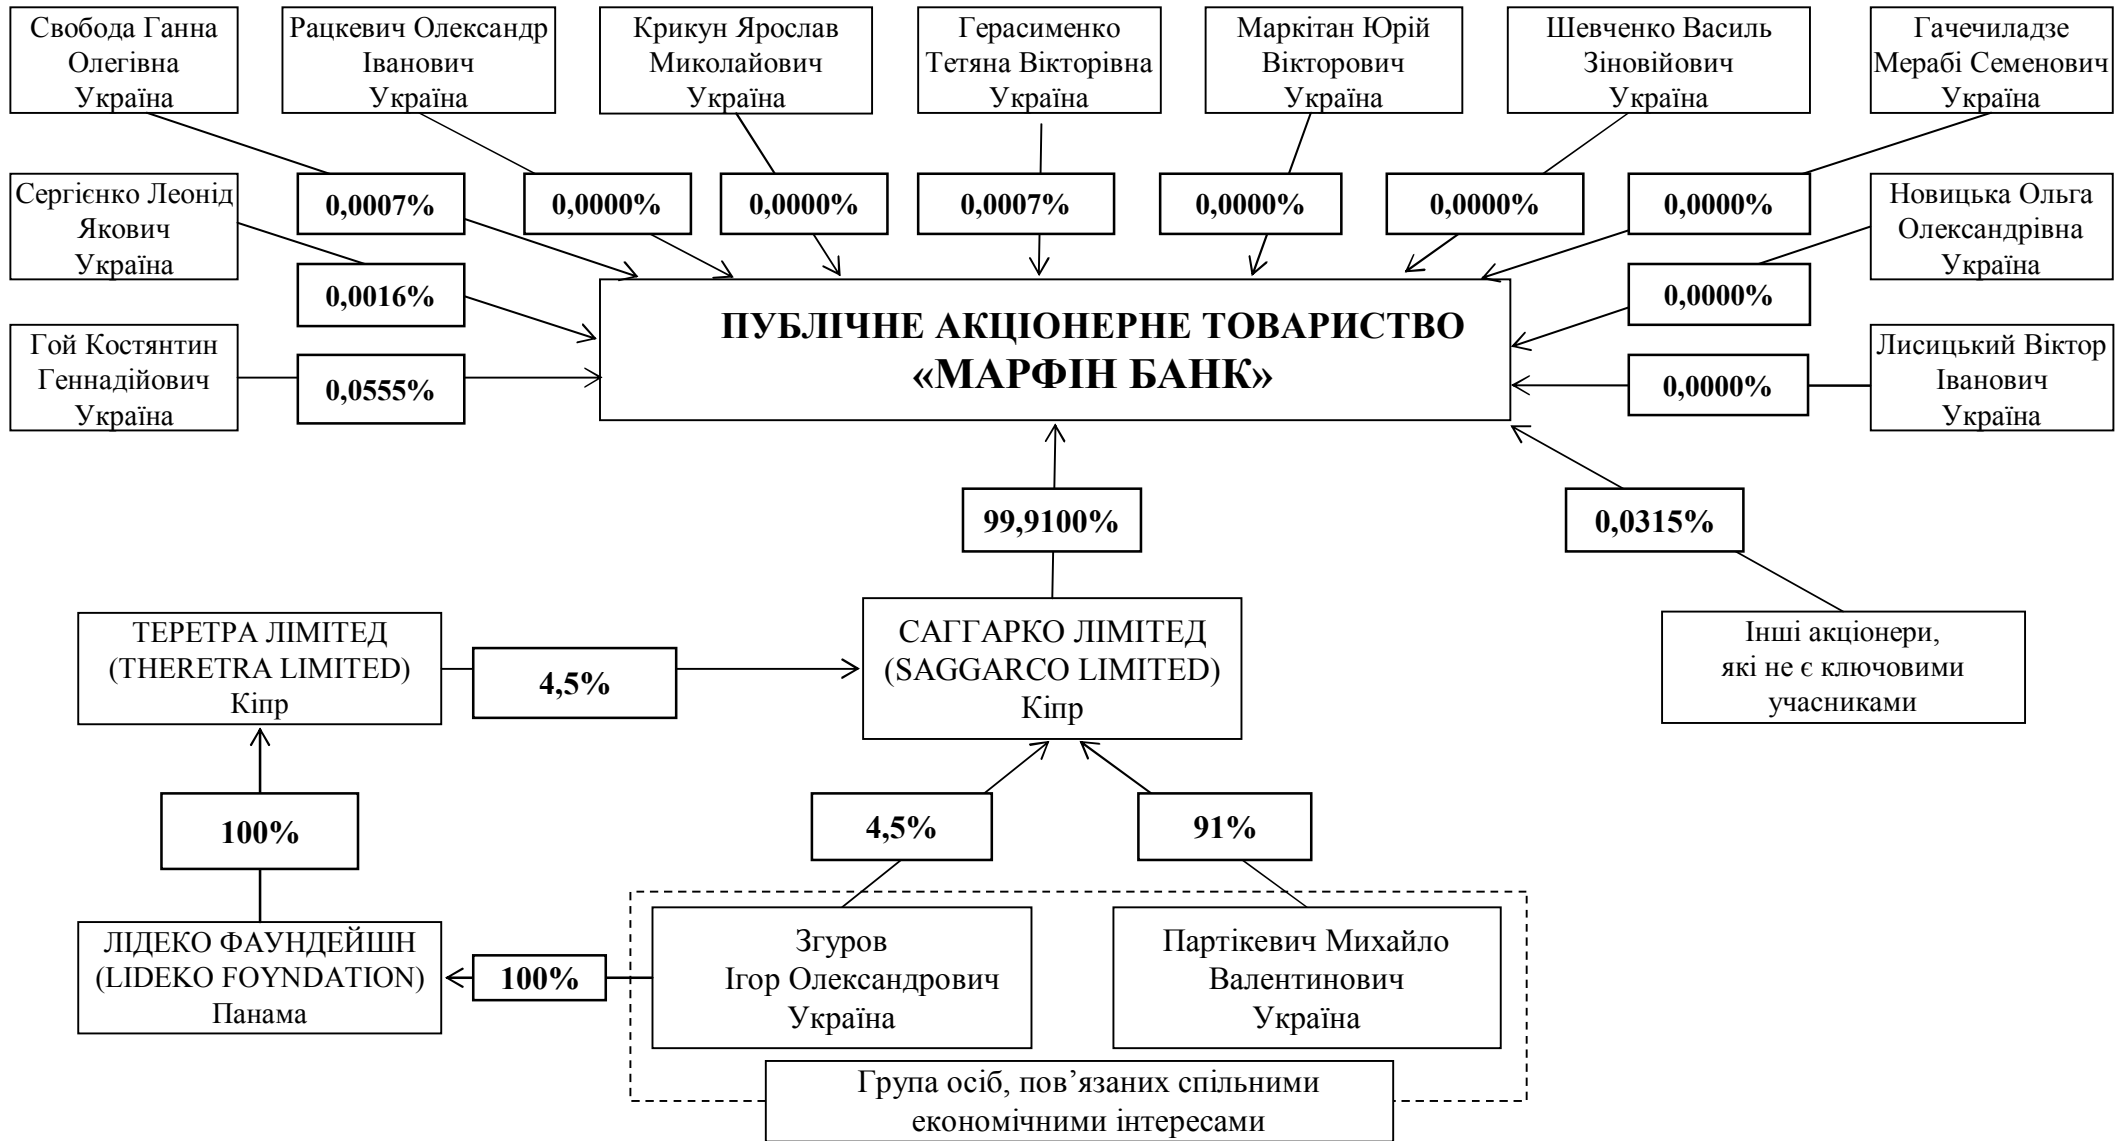 Свобода Ганна
Олегівна
Україна
Рацкевич Олександр
Іванович
Україна
Крикун Ярослав
Миколайович
Україна
Герасименко
Тетяна Вікторівна
Україна
Маркітан Юрій
Вікторович
Україна
Шевченко Василь
Зіновійович
Україна
Гачечиладзе
Мерабі Семенович
Україна
Сергієнко Леонід
Якович
Україна
0,0007%
0,0000%
0,0000%
0,0007%
0,0000%
0,0000%
0,0000%
Новицька Ольга
Олександрівна
Україна
0,0016%
0,0000%
Гой Костянтин
Геннадійович
Україна
0,0555%
ПУБЛІЧНЕ АКЦІОНЕРНЕ ТОВАРИСТВО
«МАРФІН БАНК»
0,0000%
Лисицький Віктор
Іванович
Україна
99,9100%
0,0315%
ТЕРЕТРА ЛІМІТЕД
(THERETRA LIMITED)
Кіпр
4,5%
САГГАРКО ЛІМІТЕД
(SAGGARCO LIMITED)
Кіпр
Інші акціонери,
які не є ключовими
учасниками
100%
4,5%
91%
ЛІДЕКО ФАУНДЕЙШН
(LIDEKO FOYNDATION)
Панама
100%
Згуров
Ігор Олександрович
Україна
Партікевич Михайло
Валентинович
Україна
Група осіб, пов’язаних спільними
економічними інтересами